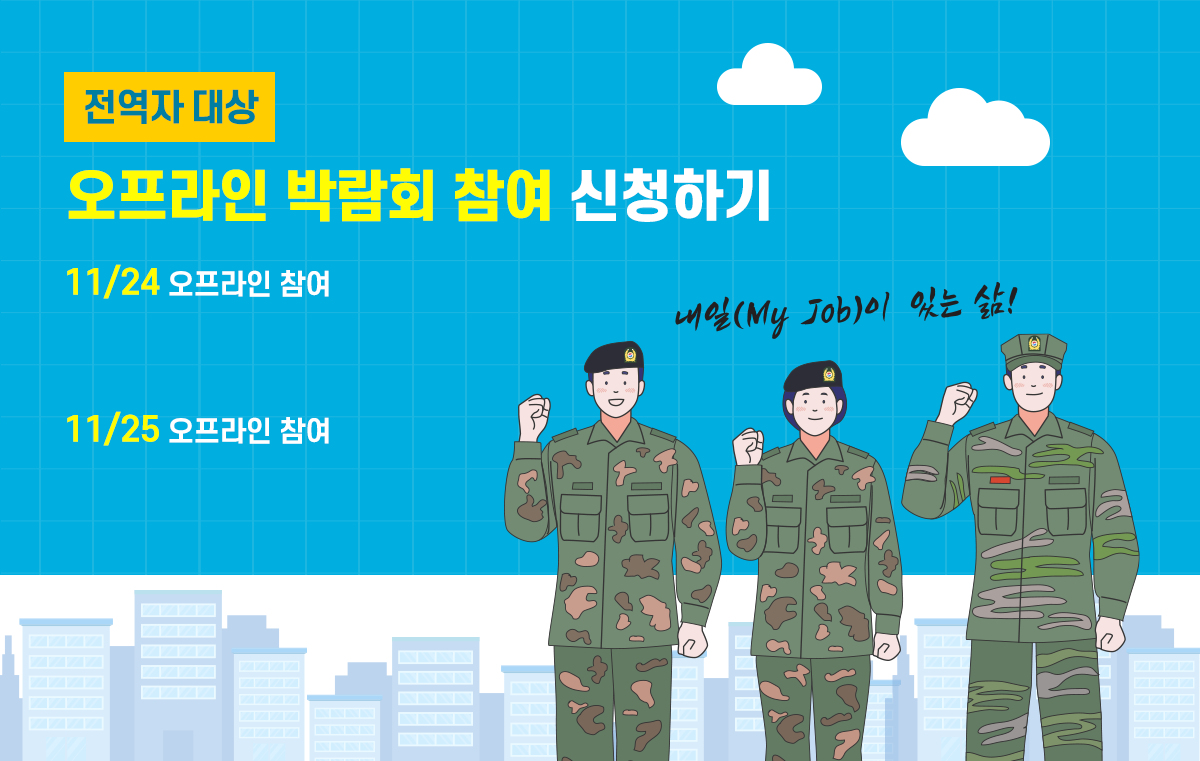 전역자 대상
오프라인 박람회 참여 신청하기
11/24 오프라인 참여
내일(My Job)이 있는 삶!
11/25 오프라인 참여